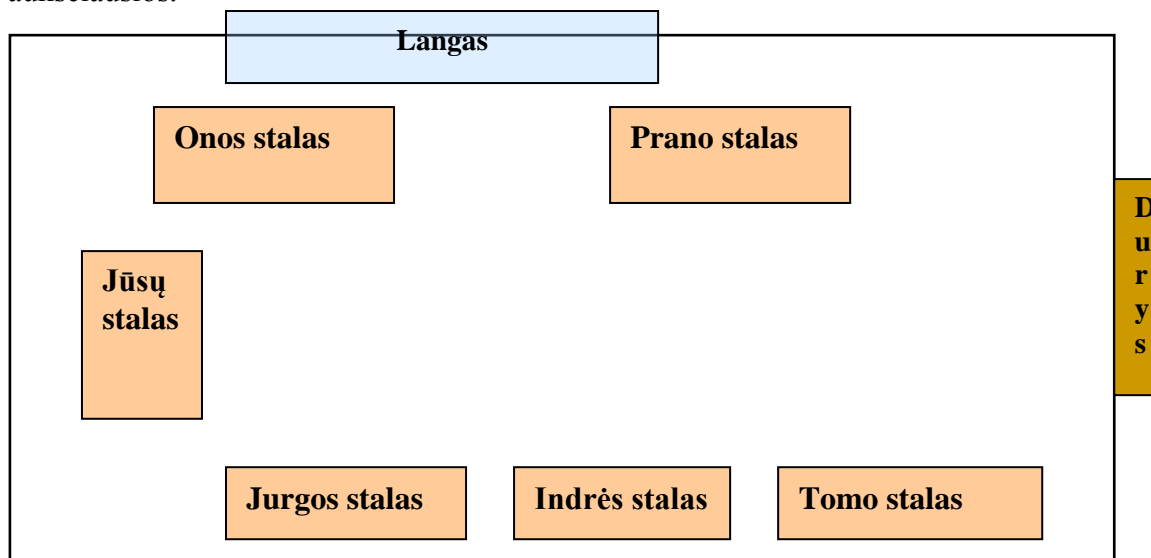 Langas
Onos stalas
Prano stalas
D
u
r
y
s
Jūsų
stalas
Jurgos stalas
Indrės stalas
Tomo stalas